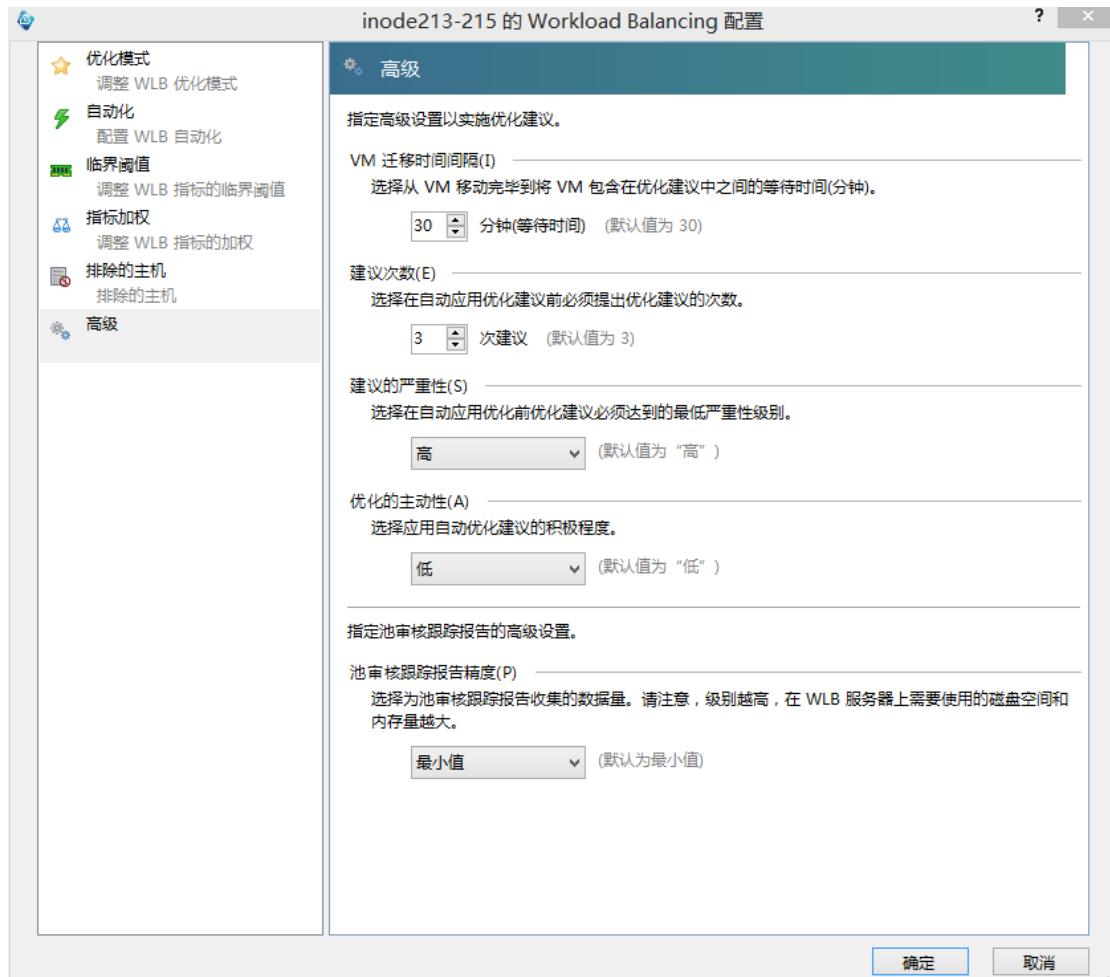 inode213-215 的 Workload Balancing 配置
?
优化模式
调整 WLB 优化模式
自动化
配置 WLB 自动化
临界阈值
调整 WLB 指标的临界阈值
指标加权
调整 WLB 指标的加权
排除的主机
排除的主机
高级
高级
指定高级设置以实施优化建议。
VM 迁移时间间隔(I)
选择从 VM 移动完毕到将 VM 包含在优化建议中之间的等待时间(分钟)。
30 分钟(等待时间) (默认值为 30)
建议次数(E)
选择在自动应用优化建议前必须提出优化建议的次数。
3 次建议 (默认值为 3)
建议的严重性(S)
选择在自动应用优化前优化建议必须达到的最低严重性级别。
高 (默认值为 “高” )
优化的主动性(A)
选择应用自动优化建议的积极程度。
低 (默认值为 “低” )
指定池审核跟踪报告的高级设置。
池审核跟踪报告精度(P)
选择为池审核跟踪报告收集的数据量。请注意，级别越高，在 WLB 服务器上需要使用的磁盘空间和
内存量越大。
最小值 (默认为最小值)
确定 取消